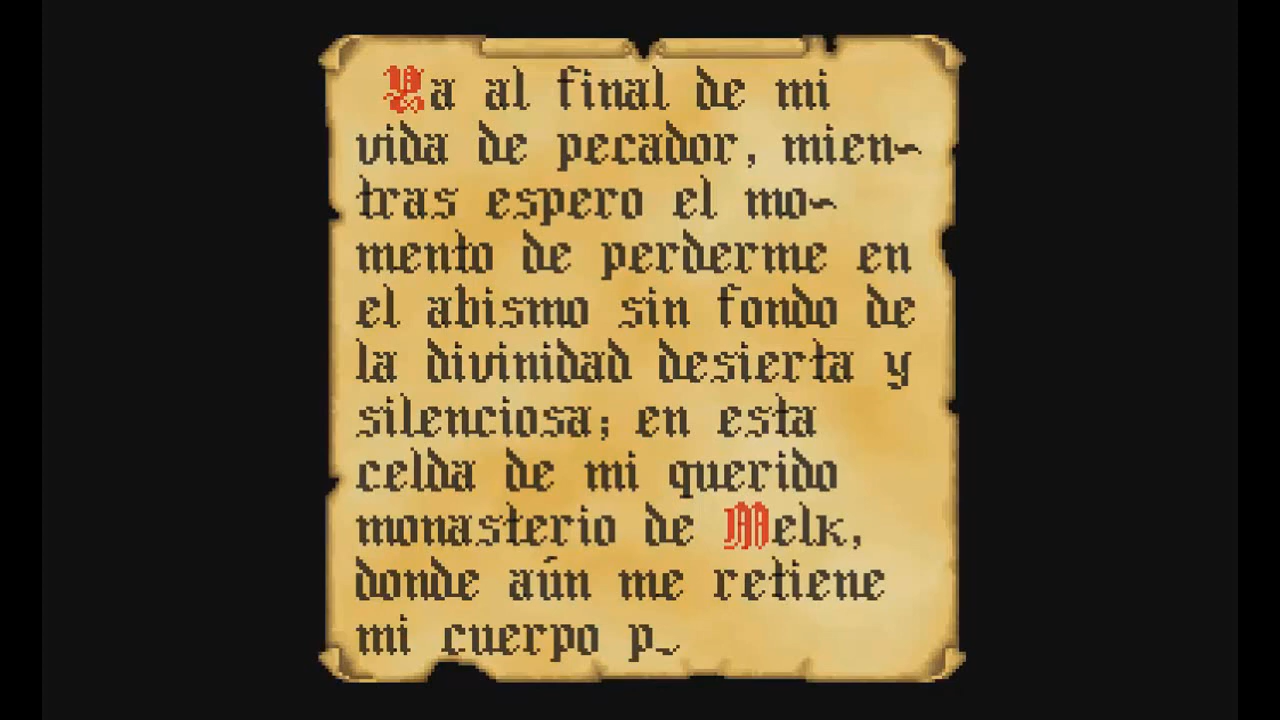 Ya al final de mi
vida de pecador, mien~
tras espero el mo~
mento de perderme en
el abismo sin fondo de
la divinidad desierta y
silenciosa; en esta
celda de mi querido
monasterio de Melk,
donde aún me retiene
mi cuerpo p